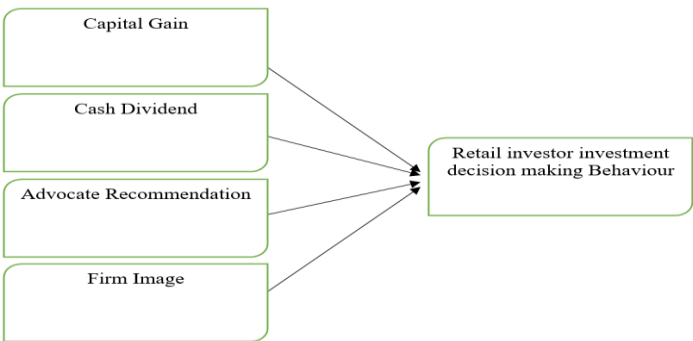 Capital Gain
Cash Dividend
Advocate Recommendation
Firm Image
Retail investor investment
decision making Behaviour